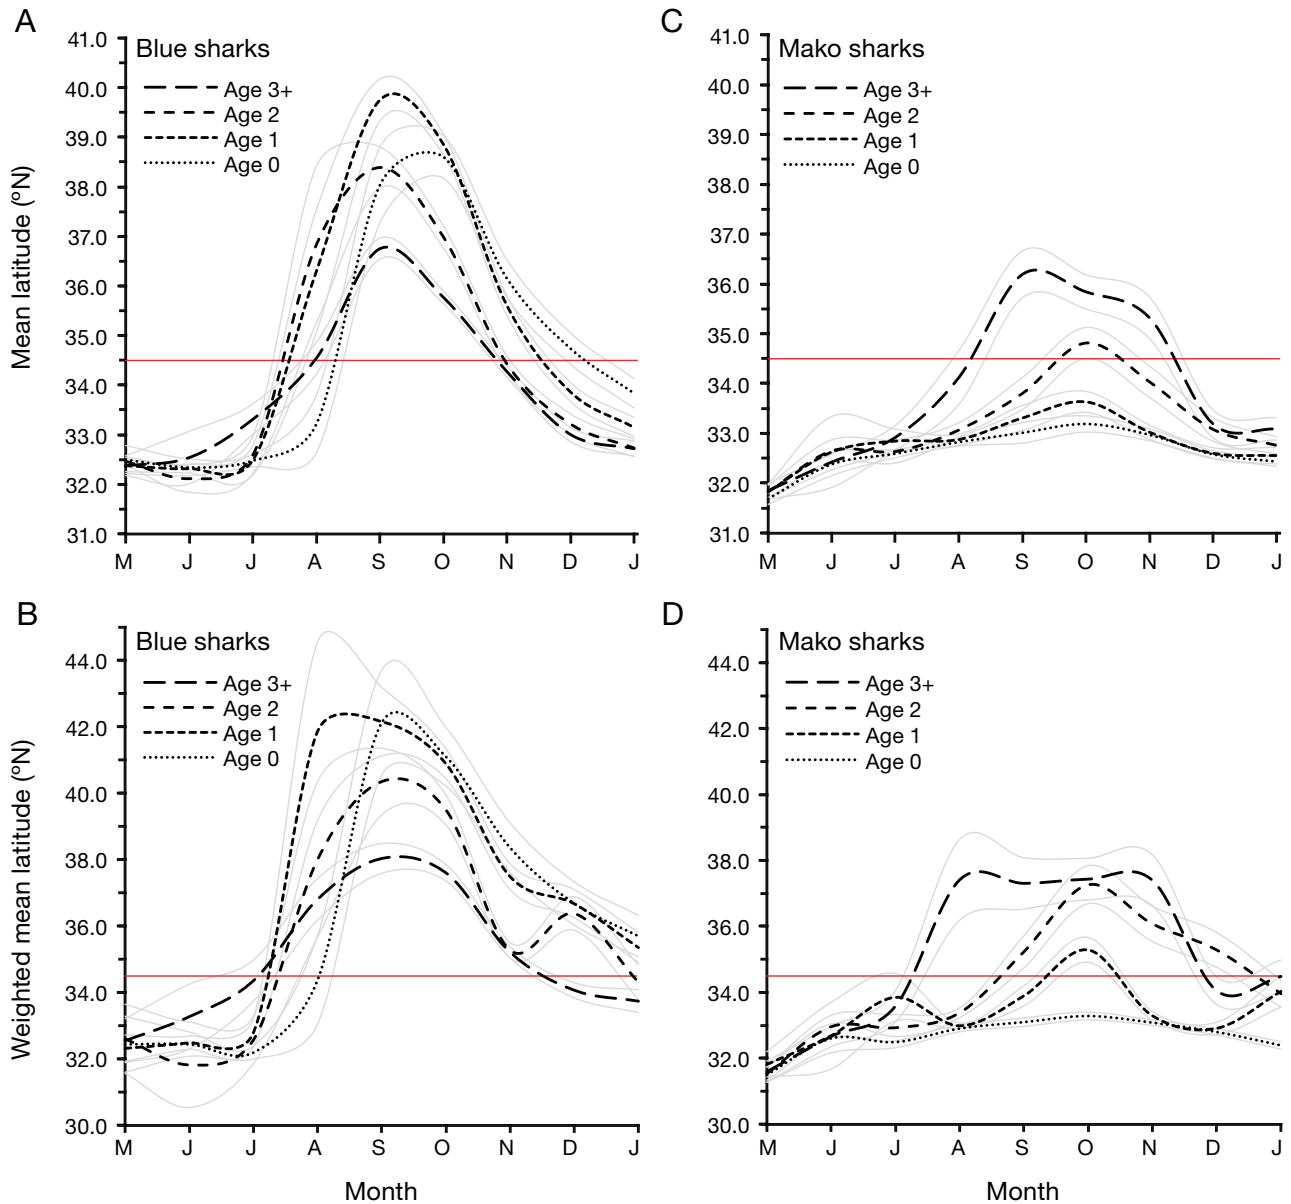 A
Blue sharks
Age 3+
Age 2
Age 1
Age 0
Mean latitude (ºN)
41.0
40.0
39.0
38.0
37.0
36.0
35.0
34.0
33.0
32.0
31.0
M J J A S O N D J
C
Mako sharks
Age 3+
Age 2
Age 1
Age 0
41.0
40.0
39.0
38.0
37.0
36.0
35.0
34.0
33.0
32.0
31.0
M J J A S O N D J
B
Blue sharks
Age 3+
Age 2
Age 1
Age 0
Weighted mean latitude (ºN)
44.0
42.0
40.0
38.0
36.0
34.0
32.0
30.0
M J J A S O N D J
Month
D
Mako sharks
Age 3+
Age 2
Age 1
Age 0
44.0
42.0
40.0
38.0
36.0
34.0
32.0
30.0
M J J A S O N D J
Month